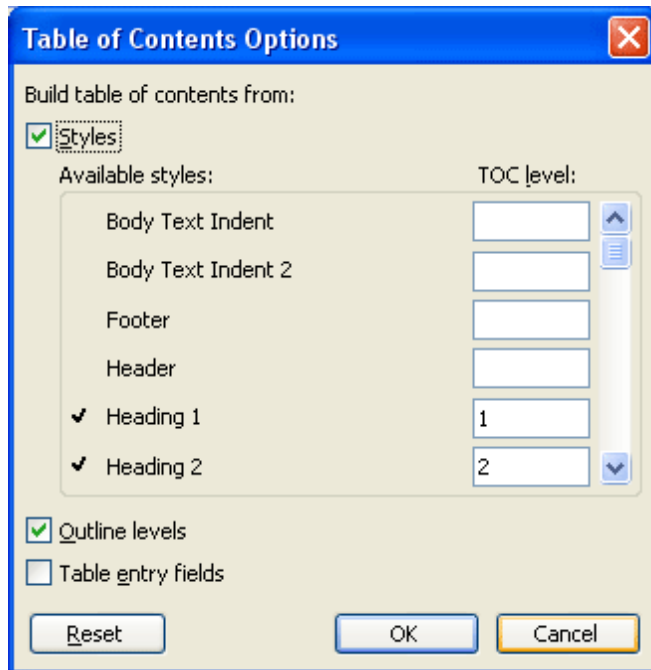 Table of Contents Options
Build table of contents from:
Styles
Available styles: TOC level:
Body Text Indent
Body Text Indent 2
Footer
Header
Heading 1 1
Heading 2 2
Outline levels
Table entry fields
Reset OK Cancel